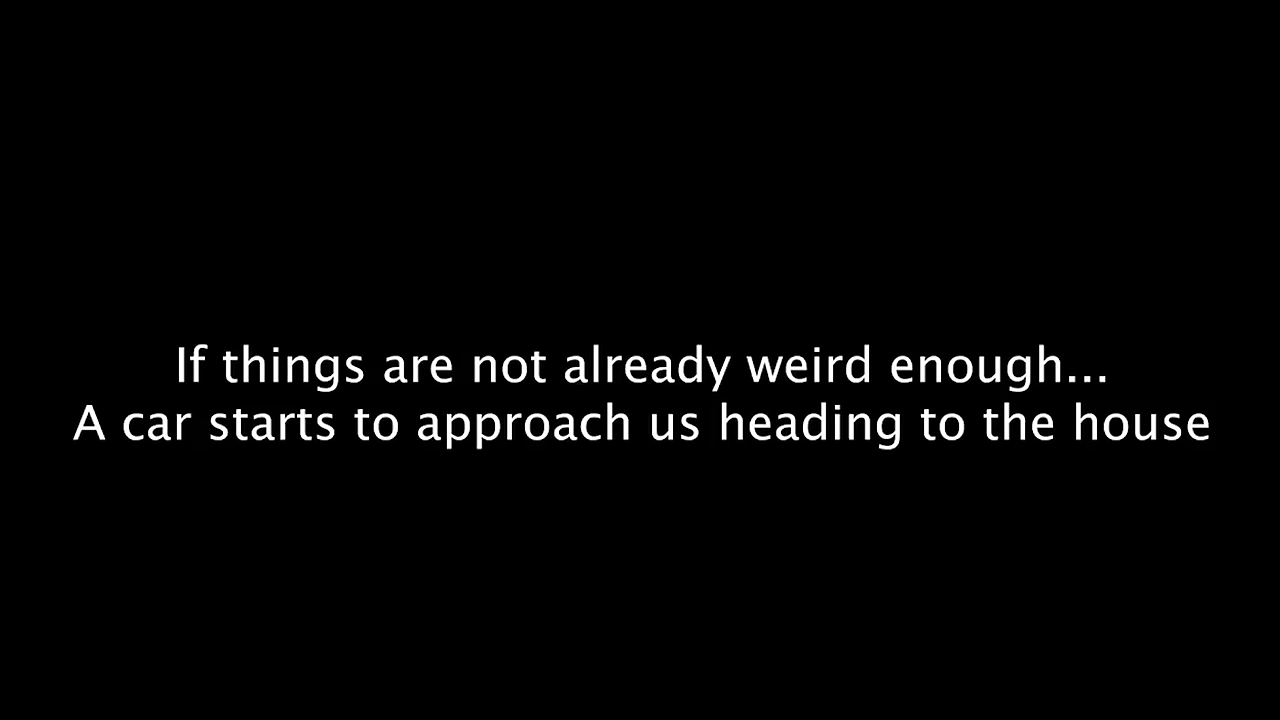 If things are not already weird enough...
A car starts to approach us heading to the house